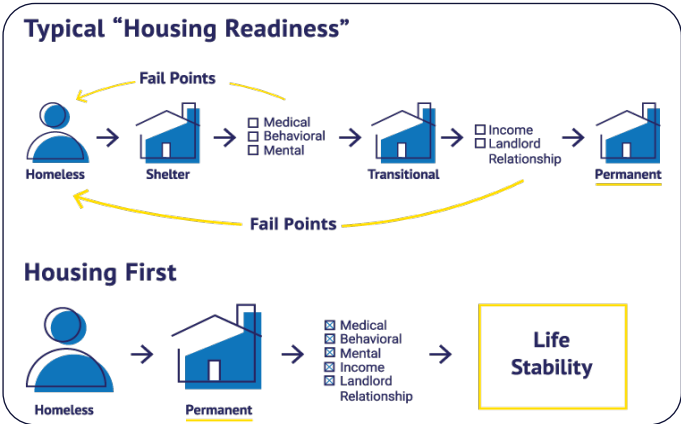 Typical “Housing Readiness”
Fail Points
Medical
Behavioral
Mental
Income
Landlord
Relationship
Homeless
Shelter
Transitional
Permanent
Fail Points
Housing First
Medical
Behavioral
Mental
Income
Landlord
Relationship
Life
Stability
Homeless
Permanent